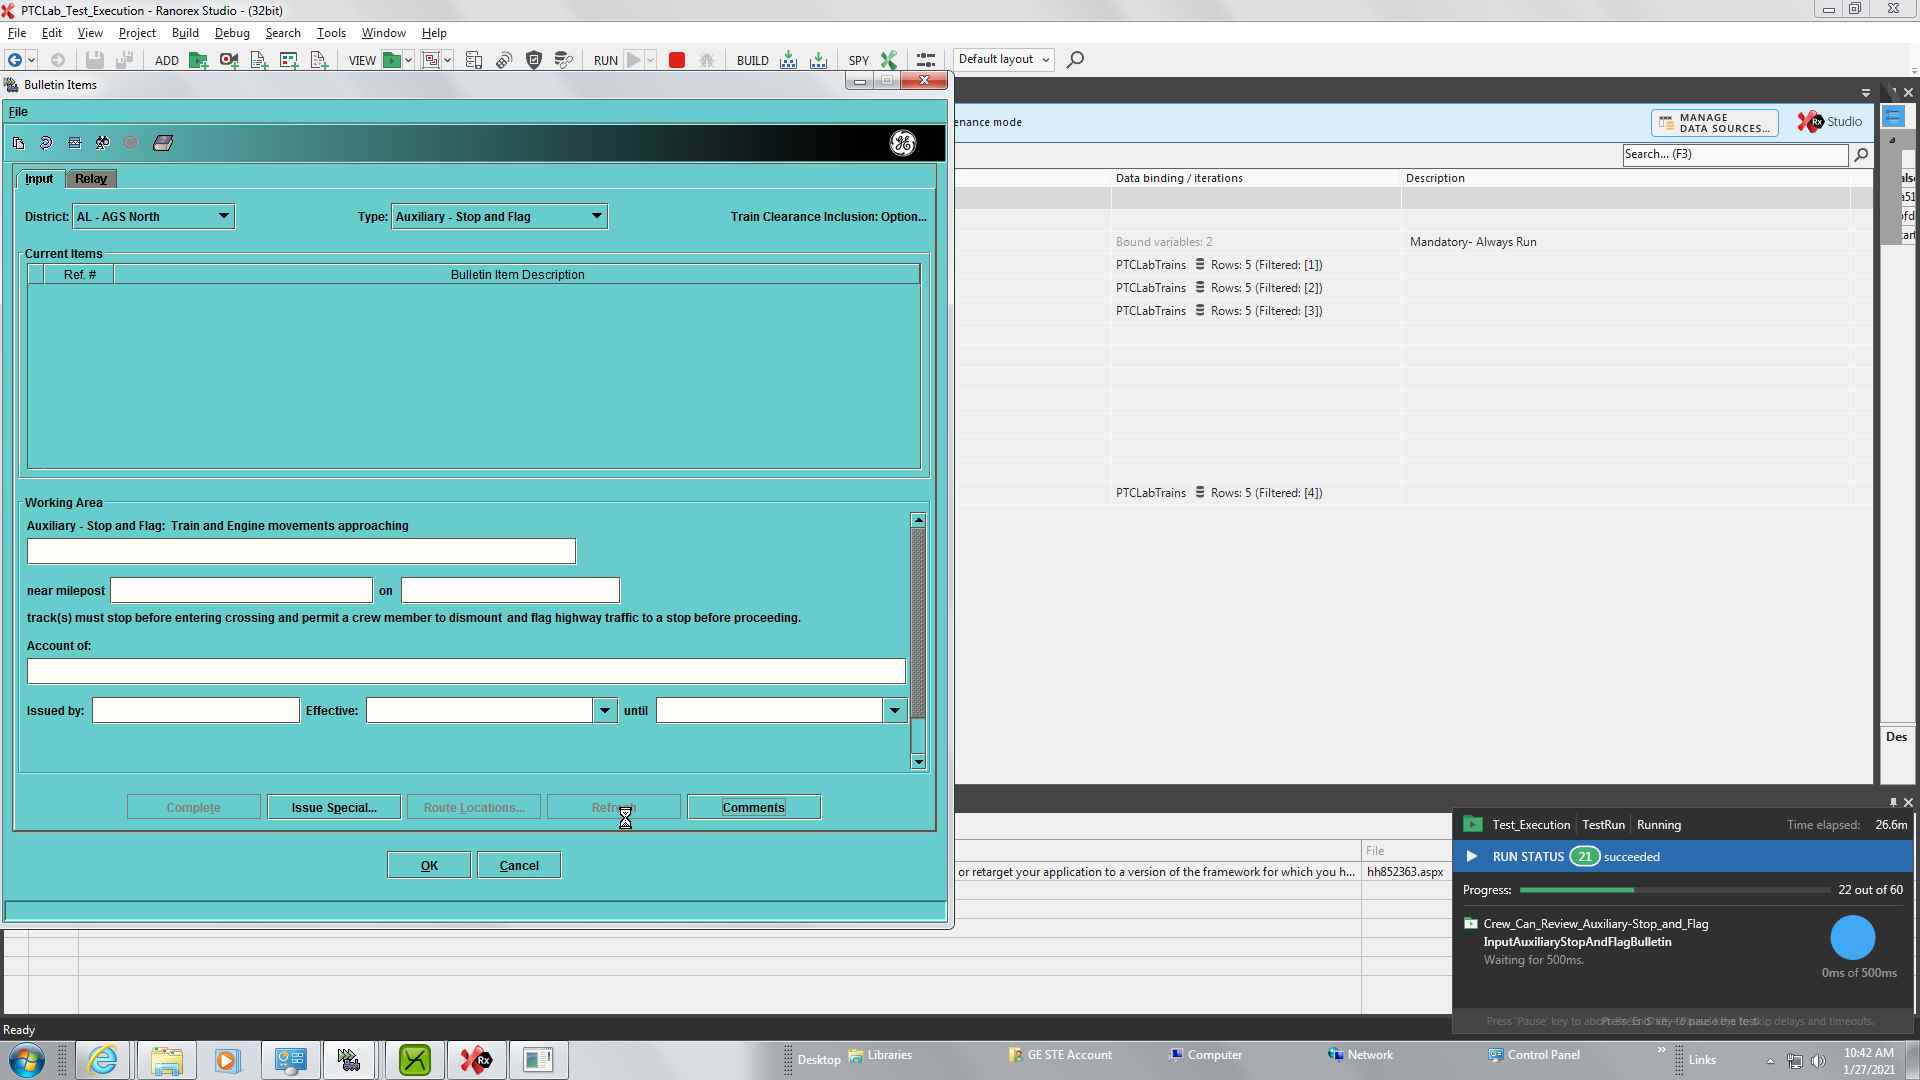 PTCLab_Test_Execution - Ranorex Studio - (32bit)
File Edit View Project Build Debug Search Tools Window Help
ADD VIEW RUN BUILD SPY Default layout
Bulletin Items
File
enance mode
MANAGE
DATA SOURCES...
Studio
Search... (F3)
Input Relay
Data binding / iterations Description
District: AL - AGS North Type: Auxiliary - Stop and Flag Train Clearance Inclusion: Option...
Bound variables: 2 Mandatory- Always Run
Current Items
PTCLabTrains Rows: 5 (Filtered: [1])
Ref. # Bulletin Item Description
PTCLabTrains Rows: 5 (Filtered: [2])
PTCLabTrains Rows: 5 (Filtered: [3])
PTCLabTrains Rows: 5 (Filtered: [4])
Working Area
Auxiliary - Stop and Flag: Train and Engine movements approaching
near milepost on
track(s) must stop before entering crossing and permit a crew member to dismount and flag highway traffic to a stop before proceeding.
Account of:
Issued by: Effective: until
Des
Complete Issue Special... Route Locations... Refresh Comments
OK Cancel
File
or retarget your application to a version of the framework for which you h... hh852363.aspx
Test_Execution TestRun Running Time elapsed: 26.6m
RUN STATUS 21 succeeded
Progress: 22 out of 60
Crew_Can_Review_Auxiliary-Stop_and_Flag
InputAuxiliaryStopAndFlagBulletin
Waiting for 500ms.
0ms of 500ms
Ready
Desktop Libraries GE STE Account Computer Network Control Panel » Links
10:42 AM
1/27/2021